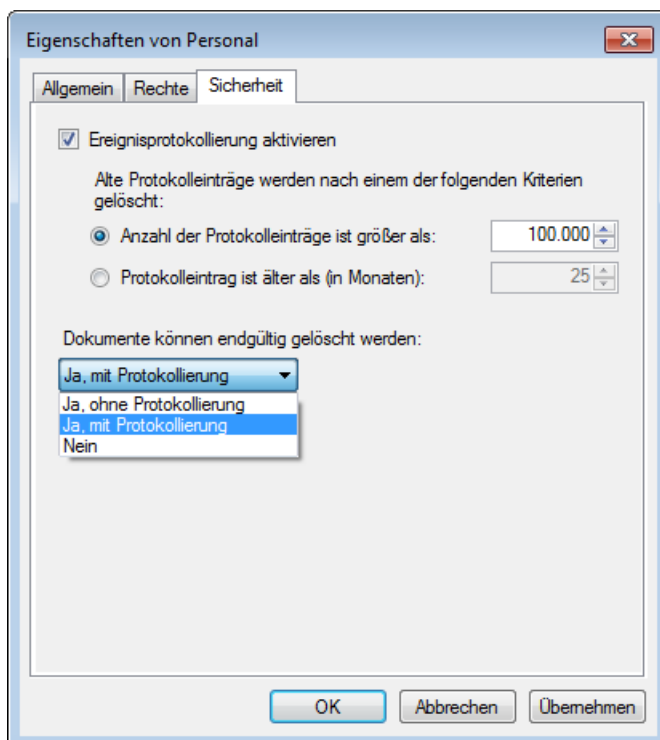 Eigenschaften von Personal
Allgemein Rechte Sicherheit
Ereignisprotokollierung aktivieren
Alte Protokolleinträge werden nach einem der folgenden Kriterien
gelöscht:
Anzahl der Protokolleinträge ist größer als: 100.000
Protokolleintrag ist älter als (in Monaten): 25
Dokumente können endgültig gelöscht werden:
Ja, mit Protokollierung
Ja, ohne Protokollierung
Ja, mit Protokollierung
Nein
OK Abbrechen Übernehmen